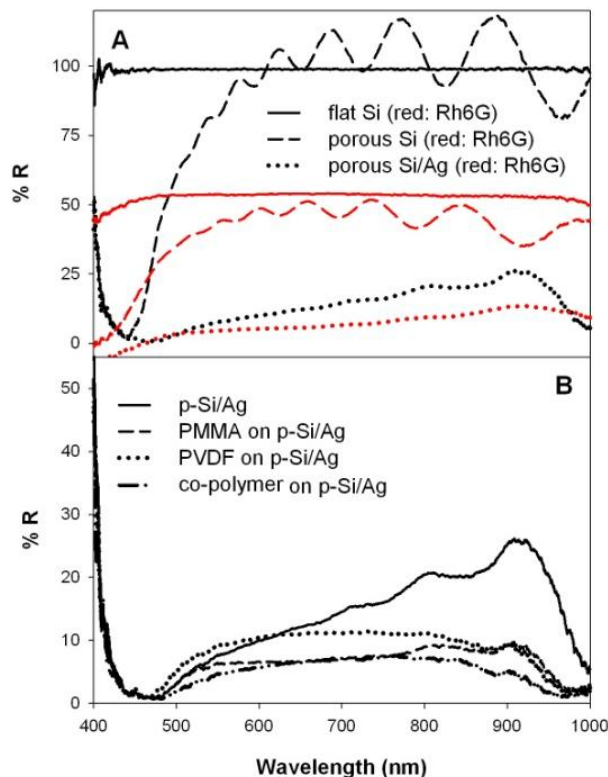 A
100
75
50
25
0
% R
flat Si (red: Rh6G)
porous Si (red: Rh6G)
porous Si/Ag (red: Rh6G)
B
50
40
30
20
10
0
% R
p-Si/Ag
PMMA on p-Si/Ag
PVDF on p-Si/Ag
co-polymer on p-Si/Ag
400 500 600 700 800 900 1000
Wavelength (nm)